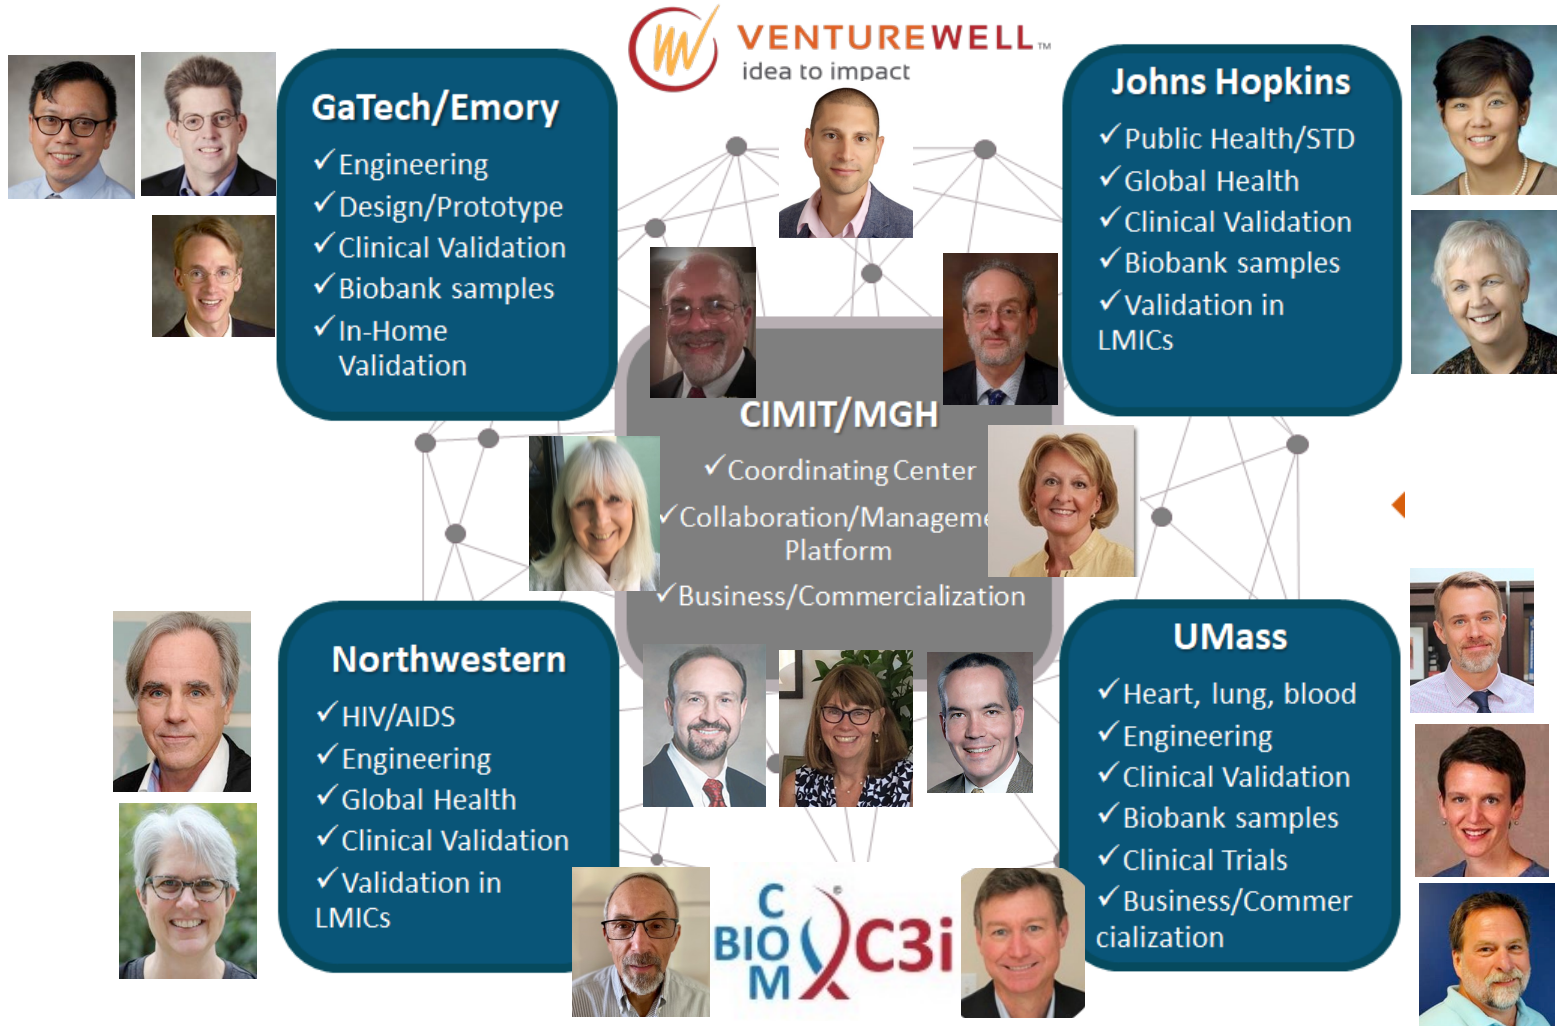 VENTUREWELL™
idea to impact
GaTech/Emory
✓Engineering
✓Design/Prototype
✓Clinical Validation
✓Biobank samples
✓In-Home
Validation
Johns Hopkins
✓Public Health/STD
✓Global Health
✓Clinical Validation
✓Biobank samples
✓Validation in
LMICs
CIMIT/MGH
✓Coordinating Center
✓Collaboration/Manageme
Platform
✓Business/Commercialization
Northwestern
✓HIV/AIDS
✓Engineering
✓Global Health
✓Clinical Validation
✓Validation in
LMICs
UMass
✓Heart, lung, blood
✓Engineering
✓Clinical Validation
✓Biobank samples
✓Clinical Trials
✓Business/Commer
cialization
C
BIO
M
®
C3i